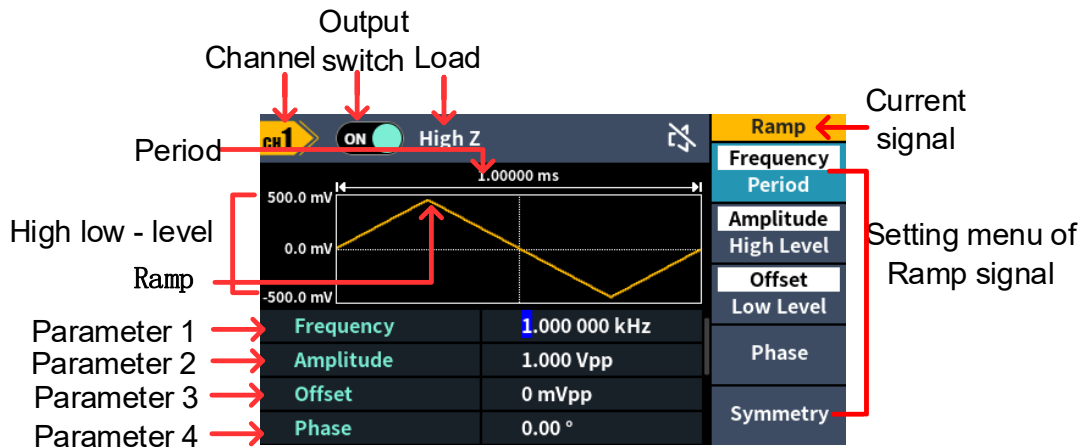 Output
Channel switch Load
Current
signal
CH1 ON High Z
Ramp
Period
1.00000 ms
Frequency
Period
500.0 mV
Amplitude
High Level
High low - level
0.0 mV
Setting menu of
Ramp signal
Ramp
Offset
Low Level
-500.0 mV
Parameter 1
Frequency 1.000 000 kHz
Parameter 2
Amplitude 1.000 Vpp
Phase
Parameter 3
Offset 0 mVpp
Parameter 4
Phase 0.00 °
Symmetry